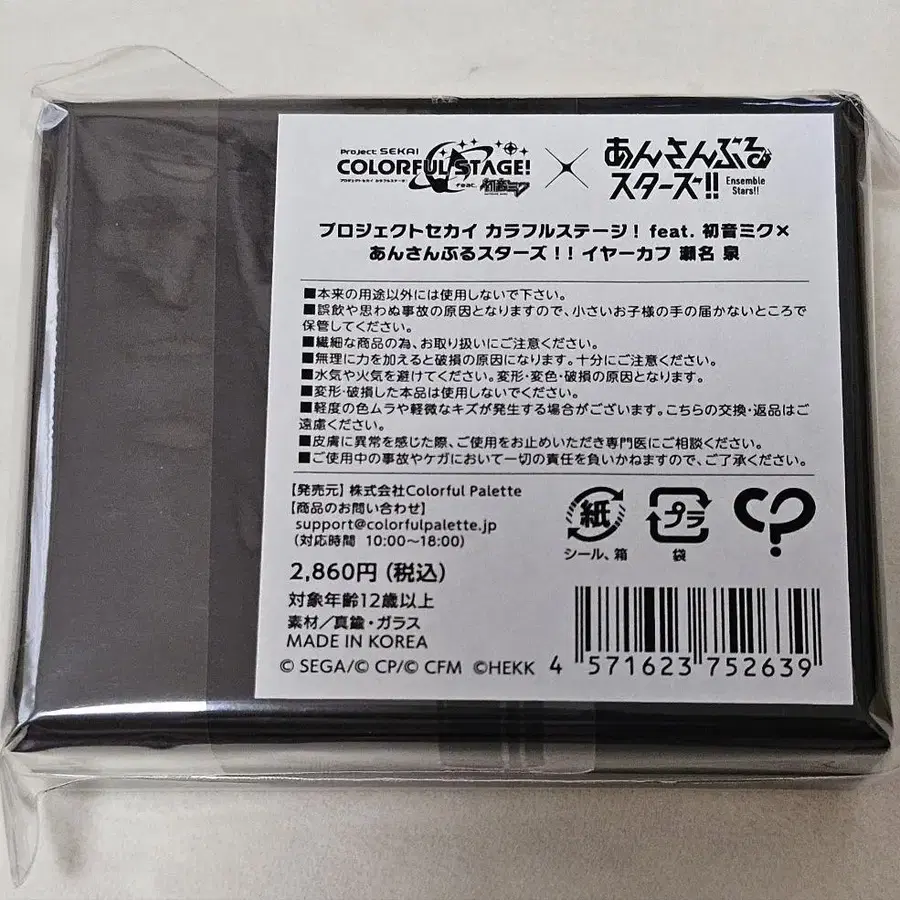 Project SEKAI
COLORFUL STAGE!
プロジェクトセカイ カラフルステージ!
feat. 初音ミク
×
あんさんぶる
スターズ!!
Ensemble
Stars!!
プロジェクトセカイ カラフルステージ! feat. 初音ミク×
あんさんぶるスターズ!! イヤーカフ 瀬名 泉
■本来の用途以外には使用しないで下さい。
■誤飲や思わぬ事故の原因となりますので、小さいお子様の手の届かないところで
保管してください。
■繊細な商品の為、お取り扱いにご注意ください。
■無理に力を加えると破損の原因になります。十分にご注意ください。
■水気や火気を避けてください。変形・変色・破損の原因となります。
■変形・破損した本品は使用しないでください。
■軽度の色ムラや軽微なキズが発生する場合がございます。こちらの交換・返品はご
遠慮ください。
■皮膚に異常を感じた際、ご使用をお止めいただき専門医にご相談ください。
■ご使用中の事故やケガにおいて一切の責任を負いかねますので、ご了承ください。
【発売元】株式会社Colorful Palette
【商品のお問い合わせ】
support@colorfulpalette.jp
(対応時間 10:00〜18:00)
紙
シール、箱
プラ
袋
2,860円(税込)
対象年齢12歳以上
素材/真鍮・ガラス
MADE IN KOREA
© SEGA/© CP/© CFM ©HEKK
4 571623 752639